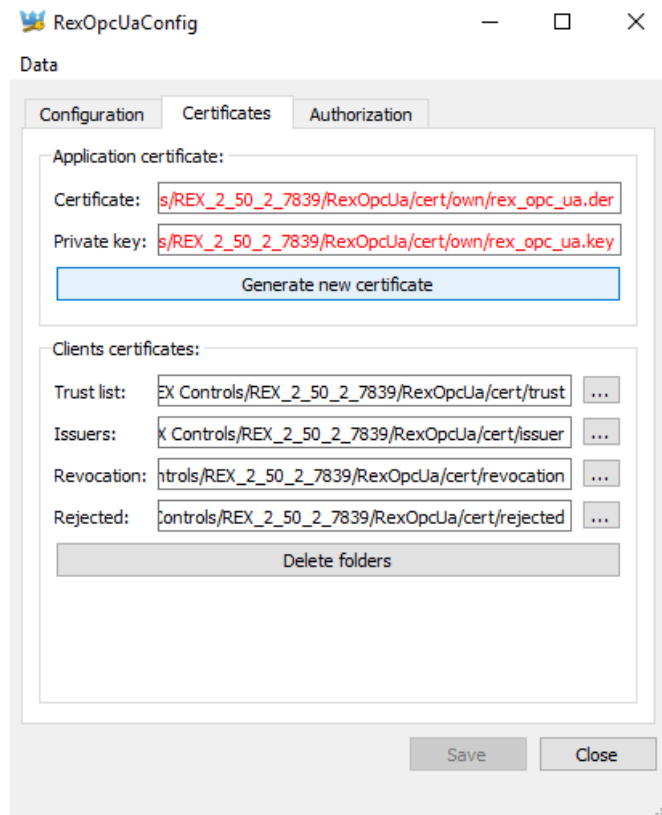 RexOpcUaConfig
Data
Configuration Certificates Authorization
Application certificate:
Certificate: s/REX_2_50_2_7839/RexOpcUa/cert/own/rex_opc_ua.der
Private key: s/REX_2_50_2_7839/RexOpcUa/cert/own/rex_opc_ua.key
Generate new certificate
Clients certificates:
Trust list: EX Controls/REX_2_50_2_7839/RexOpcUa/cert/trust ...
Issuers: X Controls/REX_2_50_2_7839/RexOpcUa/cert/issuer ...
Revocation: ntrols/REX_2_50_2_7839/RexOpcUa/cert/revocation ...
Rejected: Controls/REX_2_50_2_7839/RexOpcUa/cert/rejected ...
Delete folders
Save Close